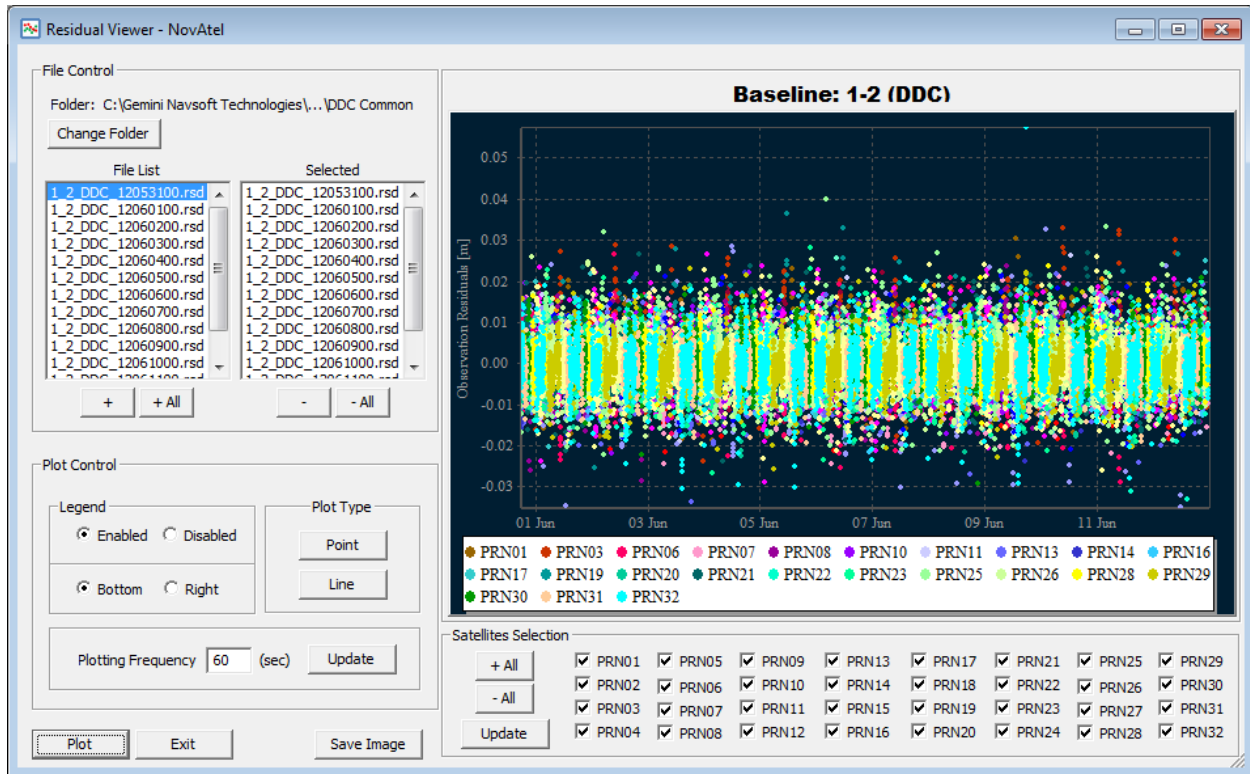 Residual Viewer - NovAtel
File Control
Folder: C:\Gemini Navsoft Technologies\...\DDC Common
Change Folder
File List
1_2_DDC_12053100.rsd
1_2_DDC_12060100.rsd
1_2_DDC_12060200.rsd
1_2_DDC_12060300.rsd
1_2_DDC_12060400.rsd
1_2_DDC_12060500.rsd
1_2_DDC_12060600.rsd
1_2_DDC_12060700.rsd
1_2_DDC_12060800.rsd
1_2_DDC_12060900.rsd
1_2_DDC_12061000.rsd
1_2_DDC_12061100.rsd
+
+ All
Selected
1_2_DDC_12053100.rsd
1_2_DDC_12060100.rsd
1_2_DDC_12060200.rsd
1_2_DDC_12060300.rsd
1_2_DDC_12060400.rsd
1_2_DDC_12060500.rsd
1_2_DDC_12060600.rsd
1_2_DDC_12060700.rsd
1_2_DDC_12060800.rsd
1_2_DDC_12060900.rsd
1_2_DDC_12061000.rsd
1_2_DDC_12061100.rsd
-
- All
Plot Control
Legend
Enabled Disabled
Bottom Right
Plot Type
Point
Line
Plotting Frequency 60 (sec) Update
Plot Exit Save Image
Baseline: 1-2 (DDC)
Observation Residuals [m]
0.05
0.04
0.03
0.02
0.01
0.00
-0.01
-0.02
-0.03
01 Jun 03 Jun 05 Jun 07 Jun 09 Jun 11 Jun
PRN01 PRN03 PRN06 PRN07 PRN08 PRN10 PRN11 PRN13 PRN14 PRN16
PRN17 PRN19 PRN20 PRN21 PRN22 PRN23 PRN25 PRN26 PRN28 PRN29
PRN30 PRN31 PRN32
Satellites Selection
+ All
- All
Update
PRN01 PRN05 PRN09 PRN13 PRN17 PRN21 PRN25 PRN29
PRN02 PRN06 PRN10 PRN14 PRN18 PRN22 PRN26 PRN30
PRN03 PRN07 PRN11 PRN15 PRN19 PRN23 PRN27 PRN31
PRN04 PRN08 PRN12 PRN16 PRN20 PRN24 PRN28 PRN32